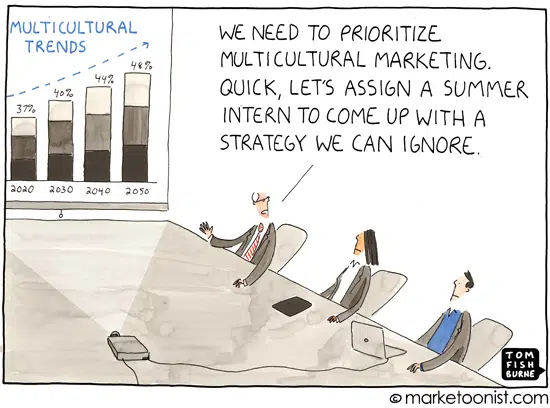 MULTICULTURAL
TRENDS
37%
40%
44%
48%
2020
2030
2040
2050
WE NEED TO PRIORITIZE
MULTICULTURAL MARKETING.
QUICK, LET'S ASSIGN A SUMMER
INTERN TO COME UP WITH A
STRATEGY WE CAN IGNORE.
TOM
FISH
BURNE
© marketoonist.com